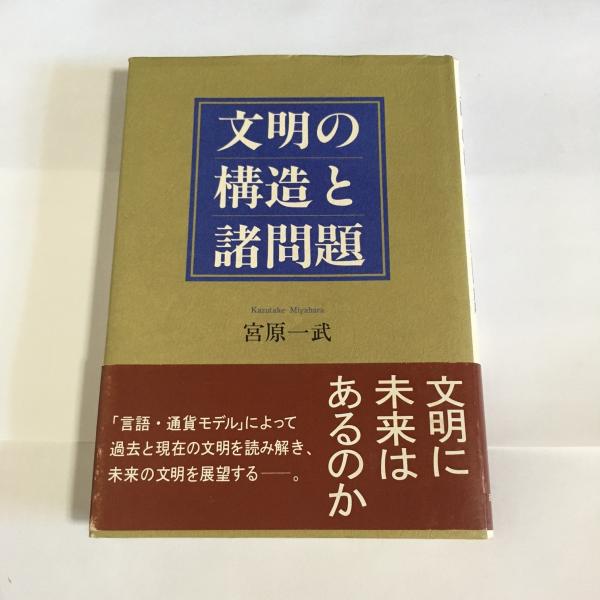 文明の
構造と
諸問題
Kazutake Miyahara
宮原一武
文明に
未来は
あるのか
「言語・通貨モデル」によって
過去と現在の文明を読み解き、
未来の文明を展望する──。